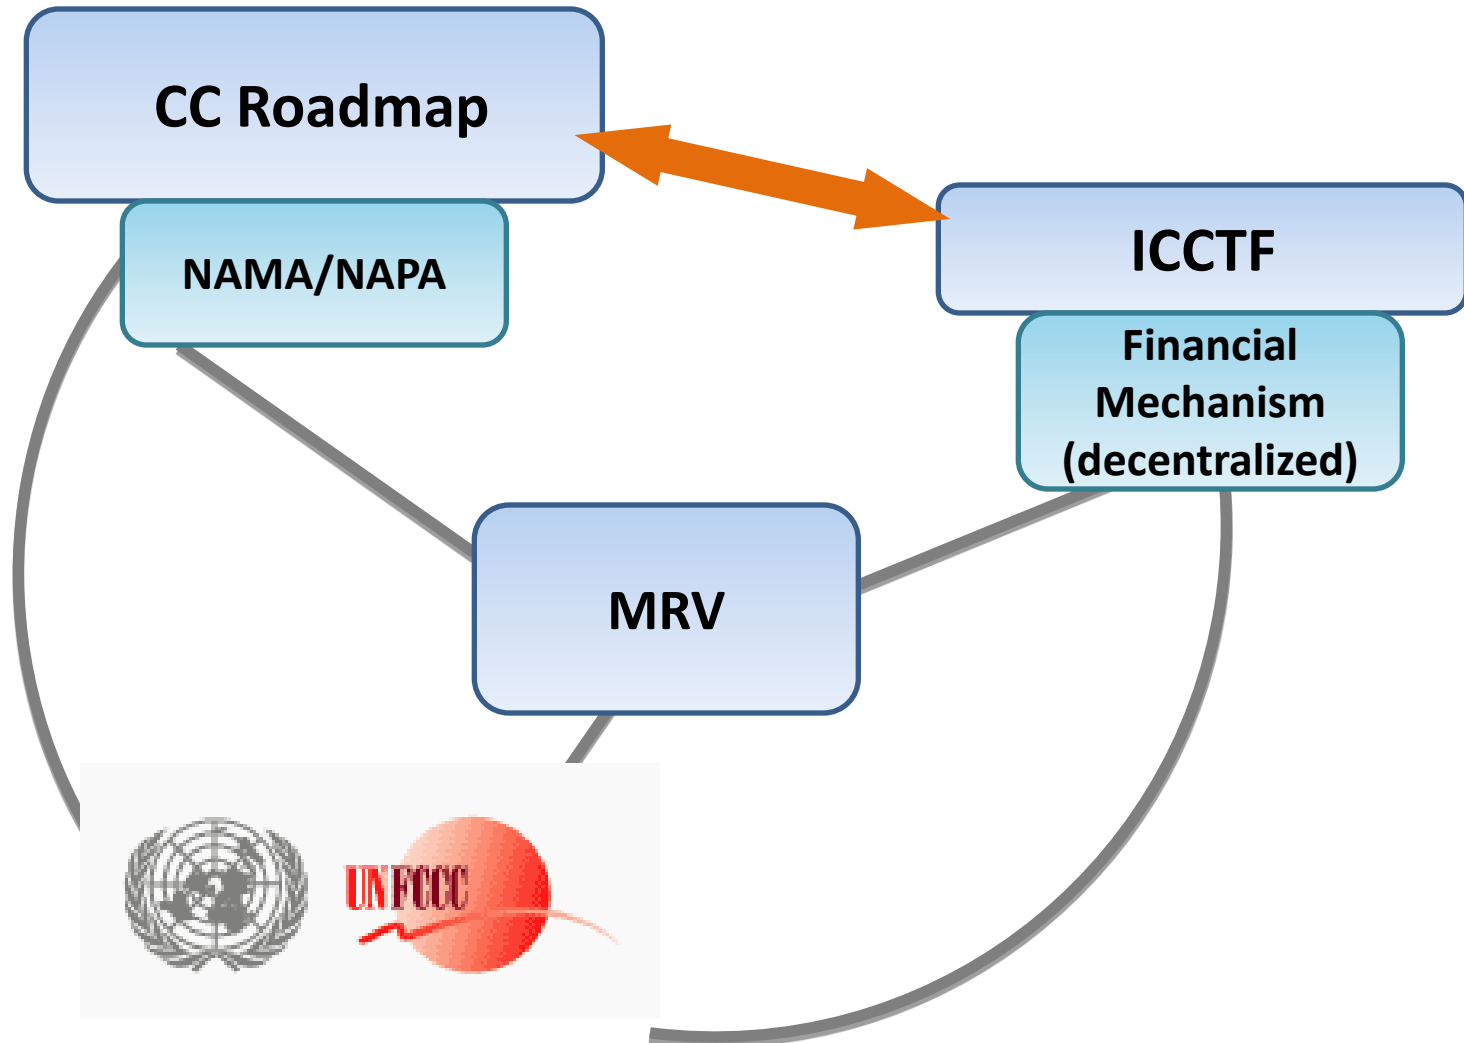 CC Roadmap
NAMA/NAPA
ICCTF
Financial
Mechanism
(decentralized)
MRV
UNFCCC